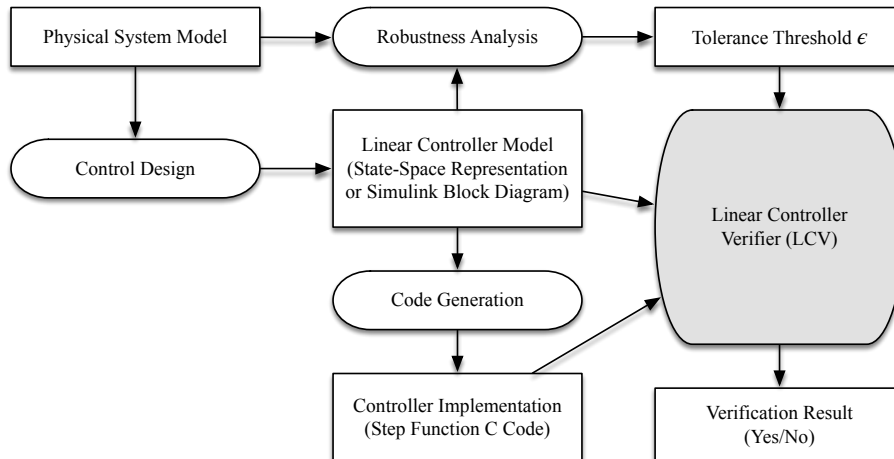 Physical System Model
Robustness Analysis
Tolerance Threshold ϵ
Control Design
Linear Controller Model
(State-Space Representation
or Simulink Block Diagram)
Linear Controller
Verifier (LCV)
Code Generation
Controller Implementation
(Step Function C Code)
Verification Result
(Yes/No)